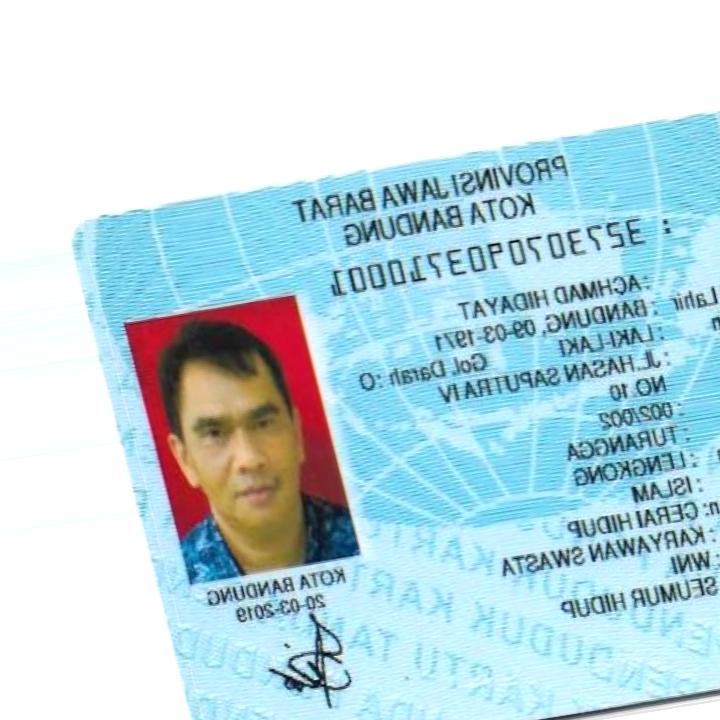 PROVINSI JAWA BARAT
KOTA BANDUNG
: 3273070903710001
: ACHMAD HIDAYAT
Lahir : BANDUNG, 09-03-1971
: LAKI-LAKI Gol. Darah : O
: JL.HASAN SAPUTRA IV
NO 10
: 002/002
: TURANGGA
: LENGKONG
: ISLAM
: CERAI HIDUP
: KARYAWAN SWASTA
: WNI
SEUMUR HIDUP
KOTA BANDUNG
20-03-2019